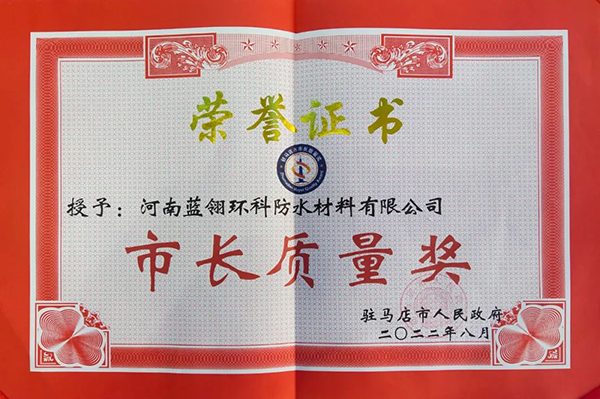 荣誉证书
授予：河南蓝翎环科防水材料有限公司
市长质量奖
驻马店市人民政府
二〇二二年八月